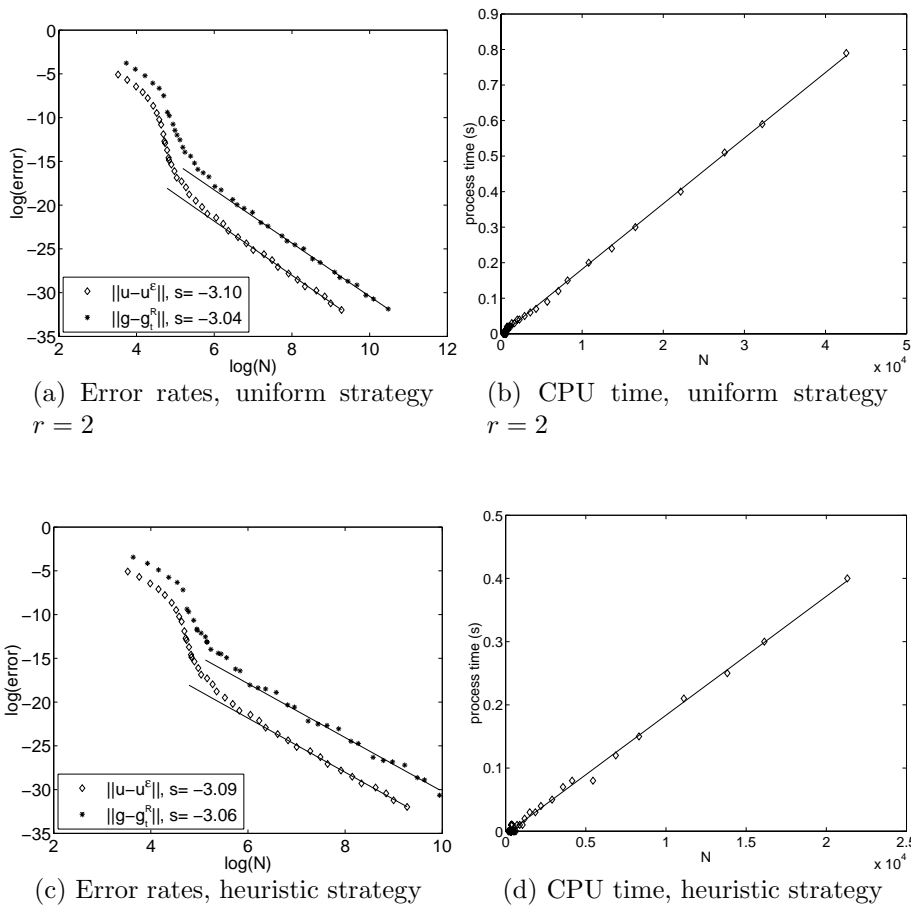 0
−5
−10
−15
−20
−25
−30
−35
log(error)
2 4 6 8 10 12
log(N)
||u−u^ε||, s= −3.10
||g−g_t^R||, s= −3.04
(a) Error rates, uniform strategy
r = 2
0.9
0.8
0.7
0.6
0.5
0.4
0.3
0.2
0.1
0
process time (s)
0 1 2 3 4 5
N
x 10^4
(b) CPU time, uniform strategy
r = 2
0
−5
−10
−15
−20
−25
−30
−35
log(error)
2 4 6 8 10
log(N)
||u−u^ε||, s= −3.09
||g−g_t^R||, s= −3.06
(c) Error rates, heuristic strategy
0.5
0.4
0.3
0.2
0.1
0
process time (s)
0 0.5 1 1.5 2 2.5
N
x 10^4
(d) CPU time, heuristic strategy